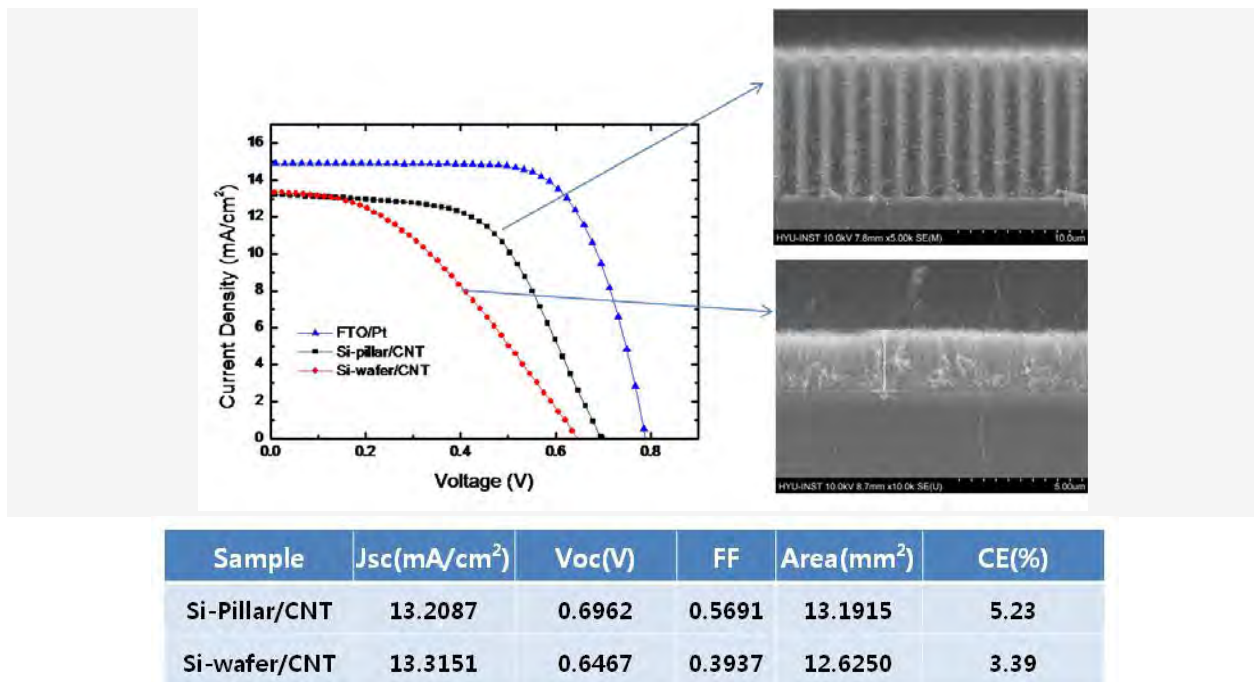 16
14
12
10
8
6
4
2
0
Current Density (mA/cm²)
FTO/Pt
Si-pillar/CNT
Si-wafer/CNT
0.0 0.2 0.4 0.6 0.8
Voltage (V)
HYU-INST 10.0kV 7.8mm x5.00k SE(M) 10.0um
HYU-INST 10.0kV 8.7mm x10.0k SE(U) 5.00um
Sample Jsc(mA/cm²) Voc(V) FF Area(mm²) CE(%)
Si-Pillar/CNT 13.2087 0.6962 0.5691 13.1915 5.23
Si-wafer/CNT 13.3151 0.6467 0.3937 12.6250 3.39